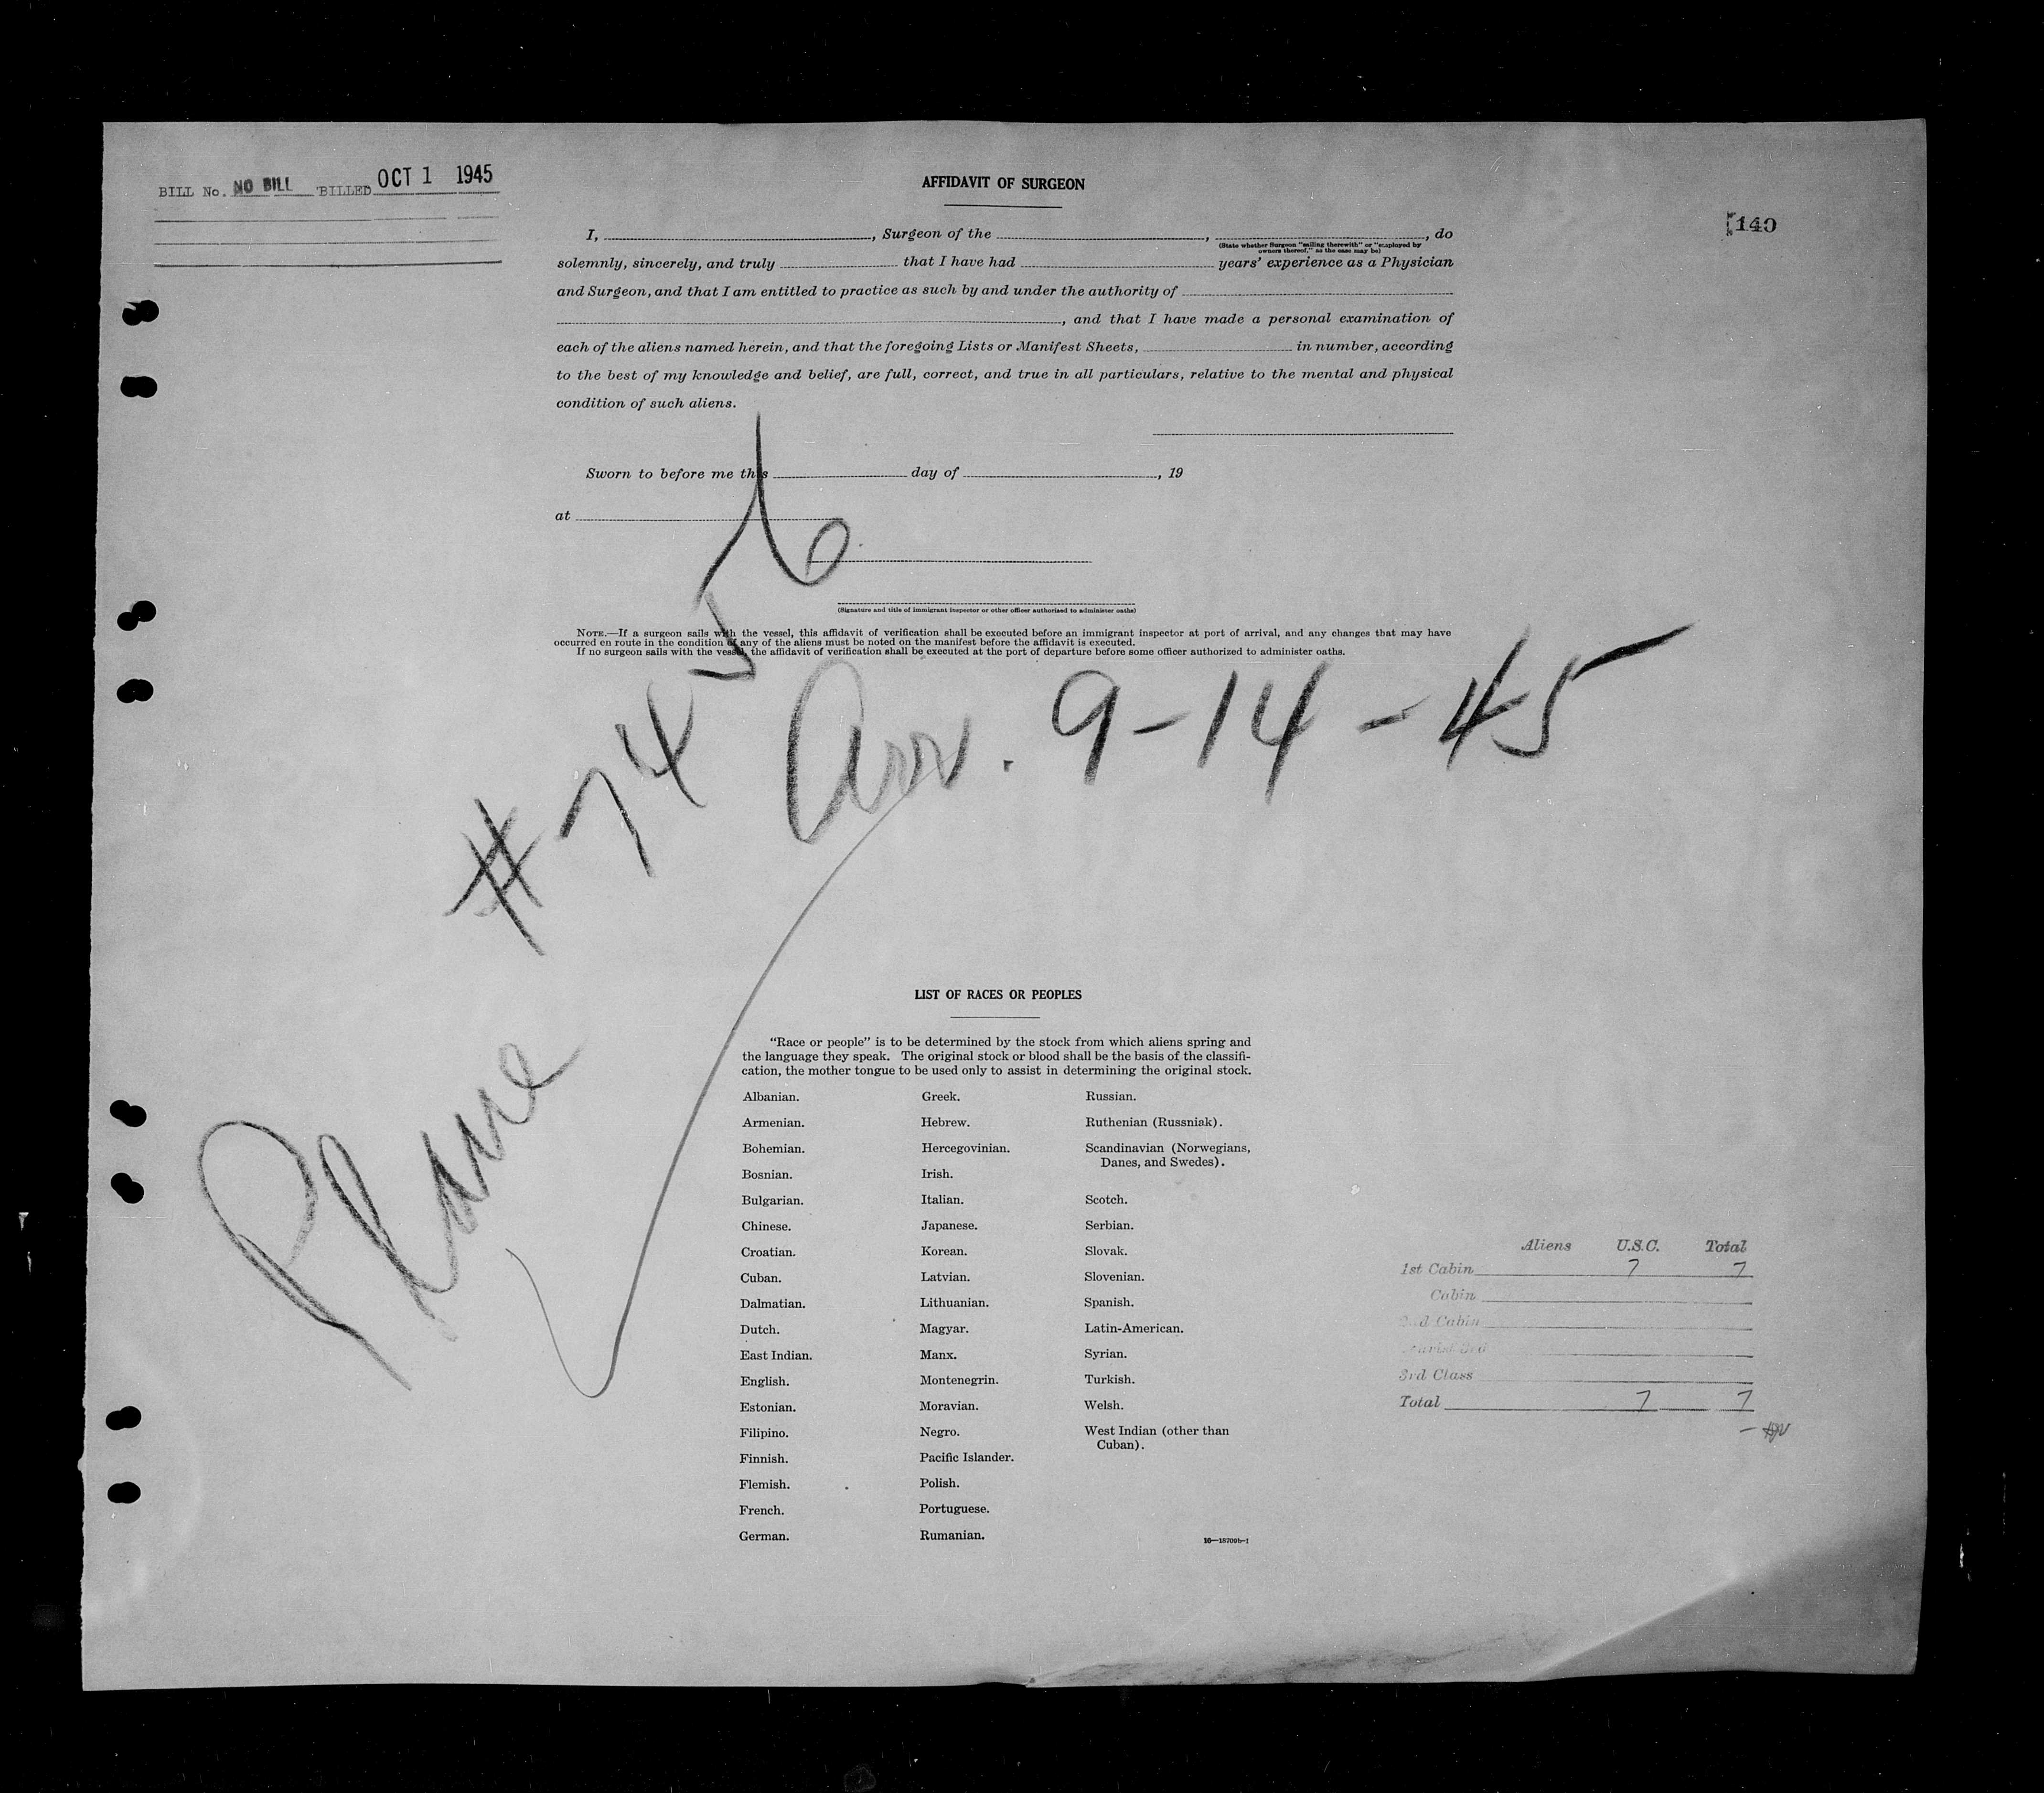 BILL No. NO BILL BILLED OCT 1 1945
AFFIDAVIT OF SURGEON
140
I, , Surgeon of the , , do
(State whether Surgeon "sailing therewith" or "employed by
owners thereof," as the case may be)
solemnly, sincerely, and truly that I have had years' experience as a Physician
and Surgeon, and that I am entitled to practice as such by and under the authority of
, and that I have made a personal examination of
each of the aliens named herein, and that the foregoing Lists or Manifest Sheets, in number, according
to the best of my knowledge and belief, are full, correct, and true in all particulars, relative to the mental and physical
condition of such aliens.
Sworn to before me this day of , 19
at
(Signature and title of immigrant inspector or other officer authorized to administer oaths)
NOTE.—If a surgeon sails with the vessel, this affidavit of verification shall be executed before an immigrant inspector at port of arrival, and any changes that may have
occurred en route in the condition of any of the aliens must be noted on the manifest before the affidavit is executed.
If no surgeon sails with the vessel, the affidavit of verification shall be executed at the port of departure before some officer authorized to administer oaths.
Plane #7456
Arr. 9-14-45
LIST OF RACES OR PEOPLES
"Race or people" is to be determined by the stock from which aliens spring and
the language they speak. The original stock or blood shall be the basis of the classifi-
cation, the mother tongue to be used only to assist in determining the original stock.
Albanian.
Armenian.
Bohemian.
Bosnian.
Bulgarian.
Chinese.
Croatian.
Cuban.
Dalmatian.
Dutch.
East Indian.
English.
Estonian.
Filipino.
Finnish.
Flemish.
French.
German.
Greek.
Hebrew.
Hercegovinian.
Irish.
Italian.
Japanese.
Korean.
Latvian.
Lithuanian.
Magyar.
Manx.
Montenegrin.
Moravian.
Negro.
Pacific Islander.
Polish.
Portuguese.
Rumanian.
Russian.
Ruthenian (Russniak).
Scandinavian (Norwegians,
Danes, and Swedes).
Scotch.
Serbian.
Slovak.
Slovenian.
Spanish.
Latin-American.
Syrian.
Turkish.
Welsh.
West Indian (other than
Cuban).
16—18709b-1
Aliens U.S.C. Total
1st Cabin 7 7
Cabin
2nd Cabin
3rd Class
Total 7 7